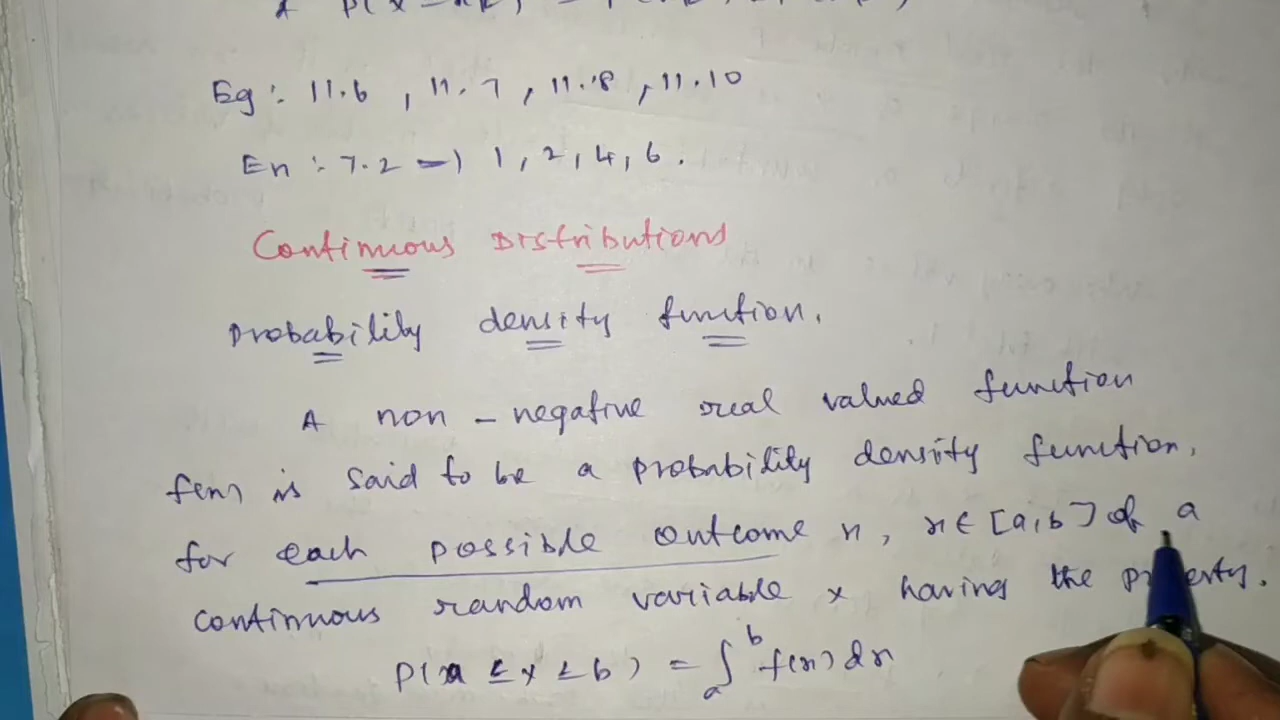 Eg : 11.6 , 11.7 , 11.8 , 11.10
Ex : 7.2 → 1, 2, 4, 6.
Continuous Distributions
Probability density function.
A non-negative real valued function
f(x) is said to be a probability density function,
for each possible outcome x, x ∈ [a, b] of a
continuous random variable x having the property.
P(a ≤ x ≤ b) = ∫ₐᵇ f(x) dx